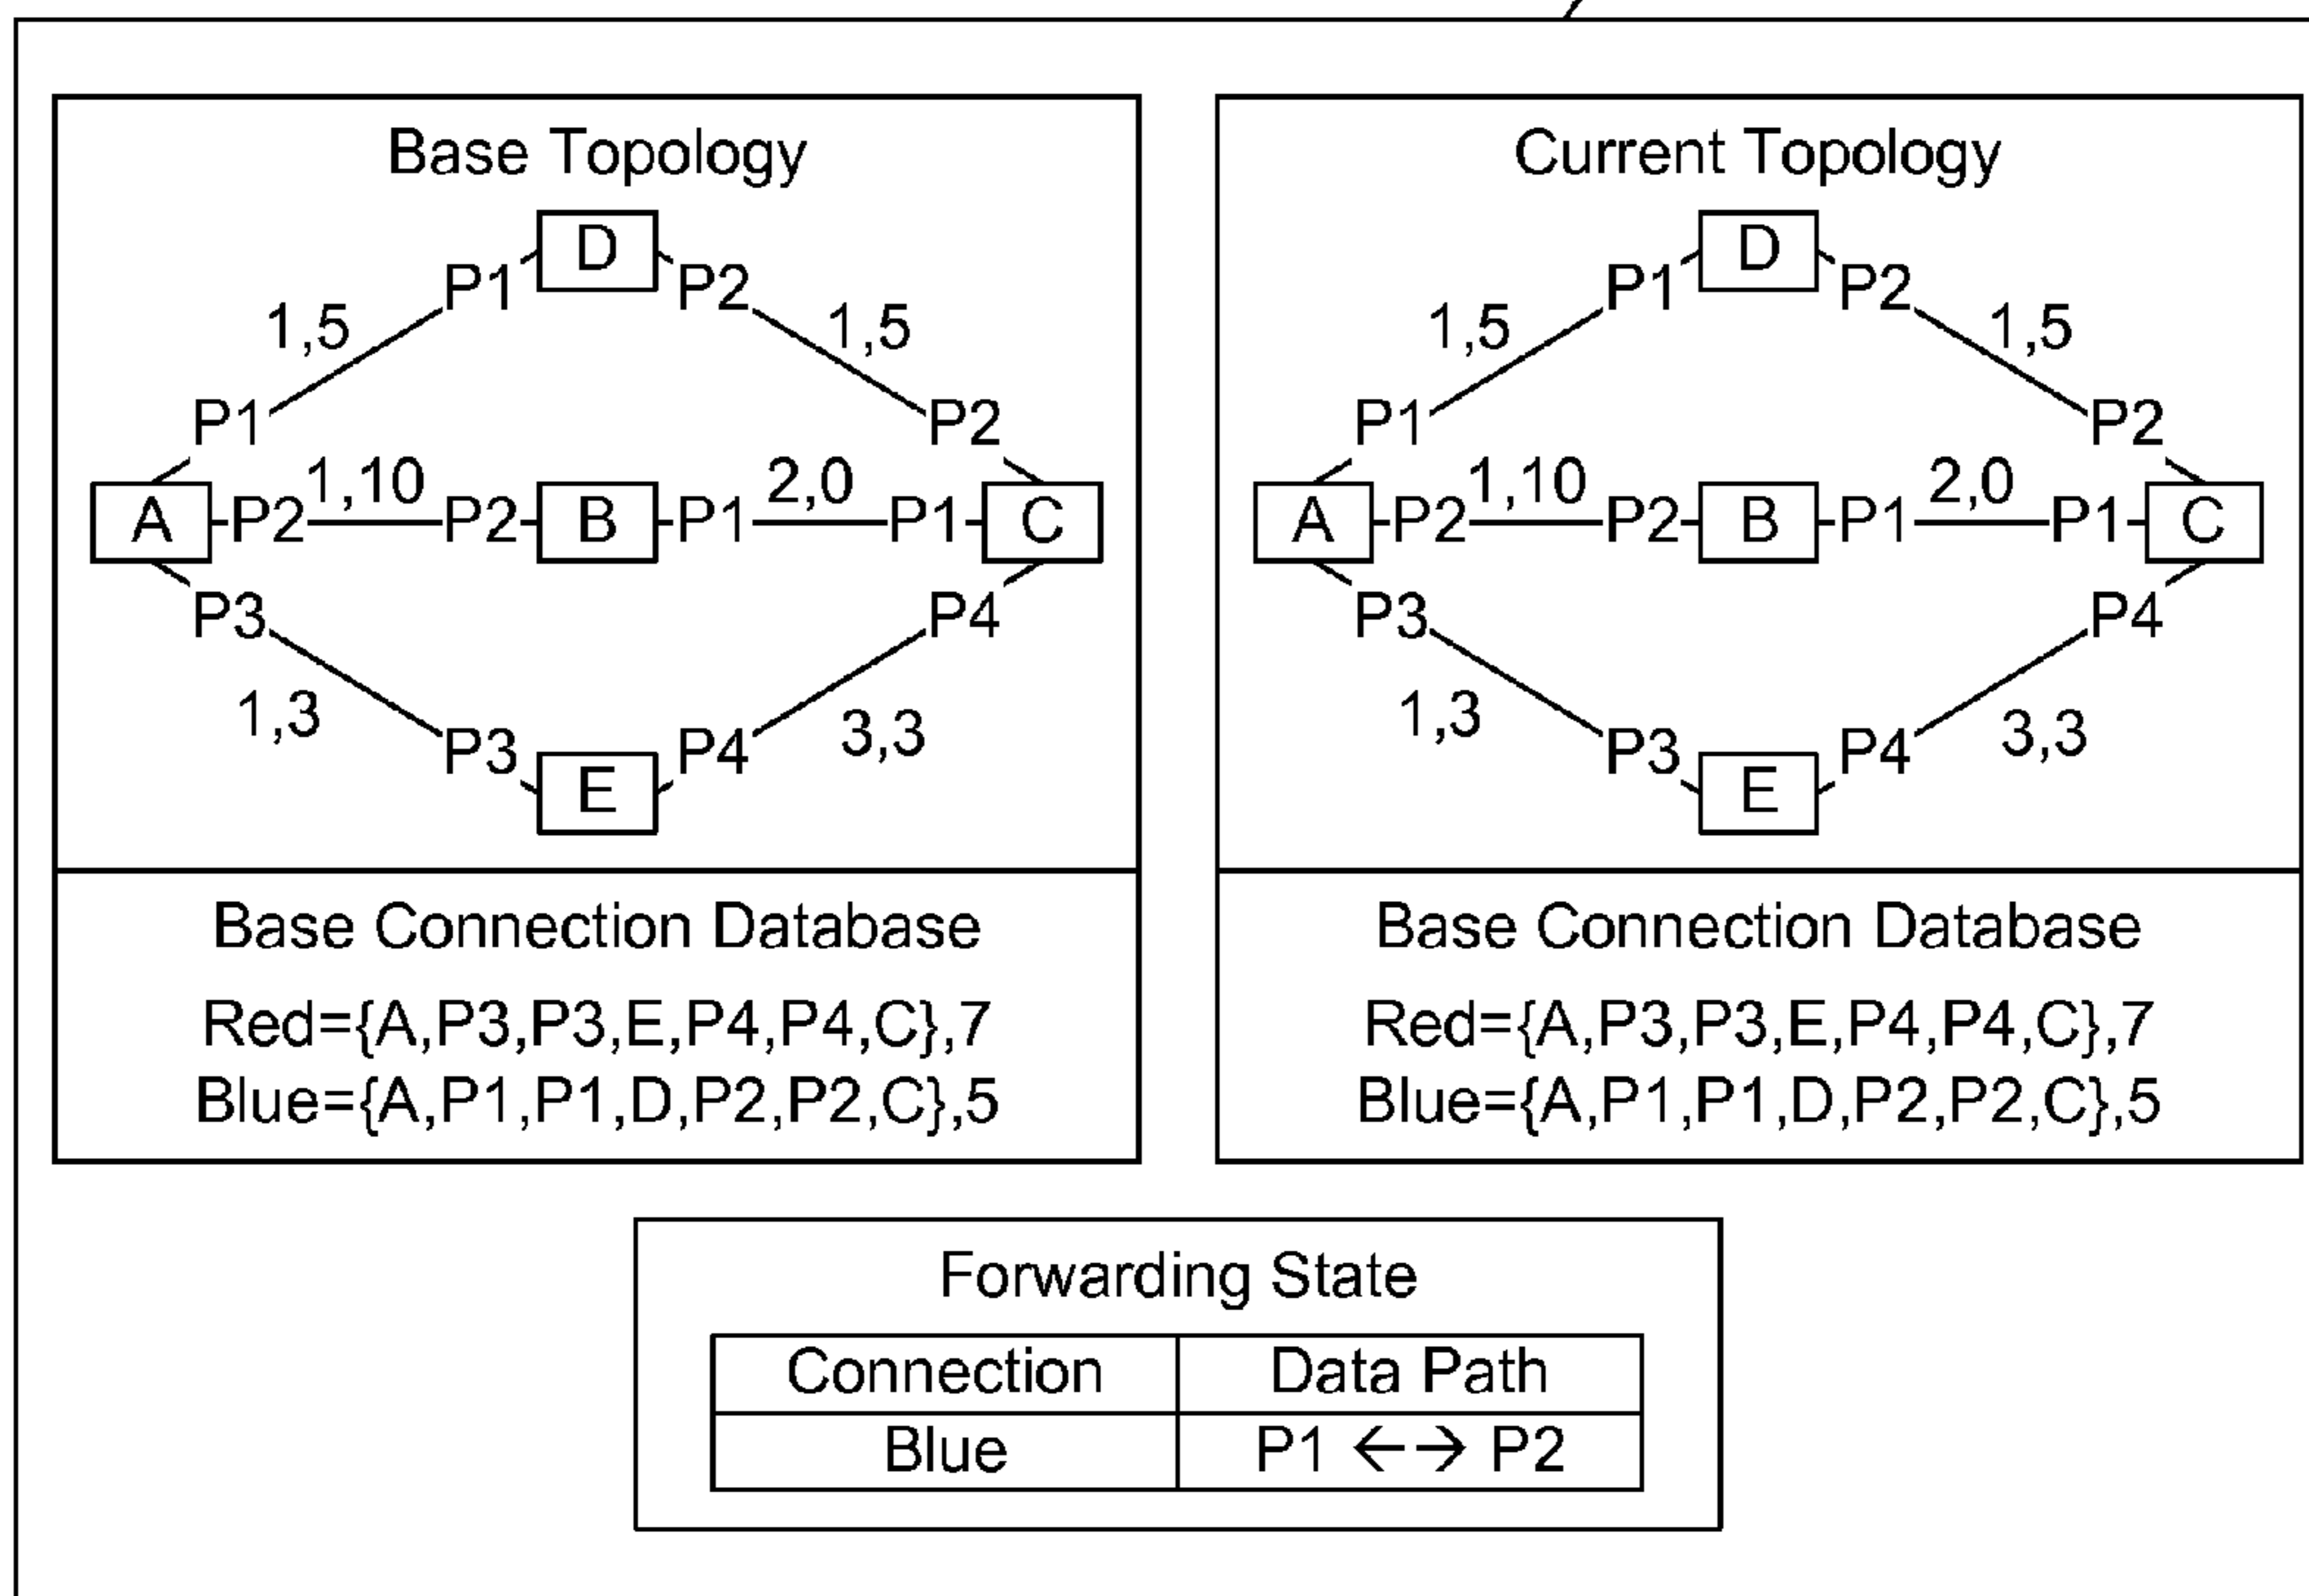 Base Topology
D
P1 P2
1,5 1,5
P1 P2
1,10 2,0
A P2 P2 B P1 P1 C
P3 P4
1,3 3,3
P3 P4
E
Base Connection Database
Red={A,P3,P3,E,P4,P4,C},7
Blue={A,P1,P1,D,P2,P2,C},5
Current Topology
D
P1 P2
1,5 1,5
P1 P2
1,10 2,0
A P2 P2 B P1 P1 C
P3 P4
1,3 3,3
P3 P4
E
Base Connection Database
Red={A,P3,P3,E,P4,P4,C},7
Blue={A,P1,P1,D,P2,P2,C},5
Forwarding State
Connection Data Path
Blue P1 ←→ P2